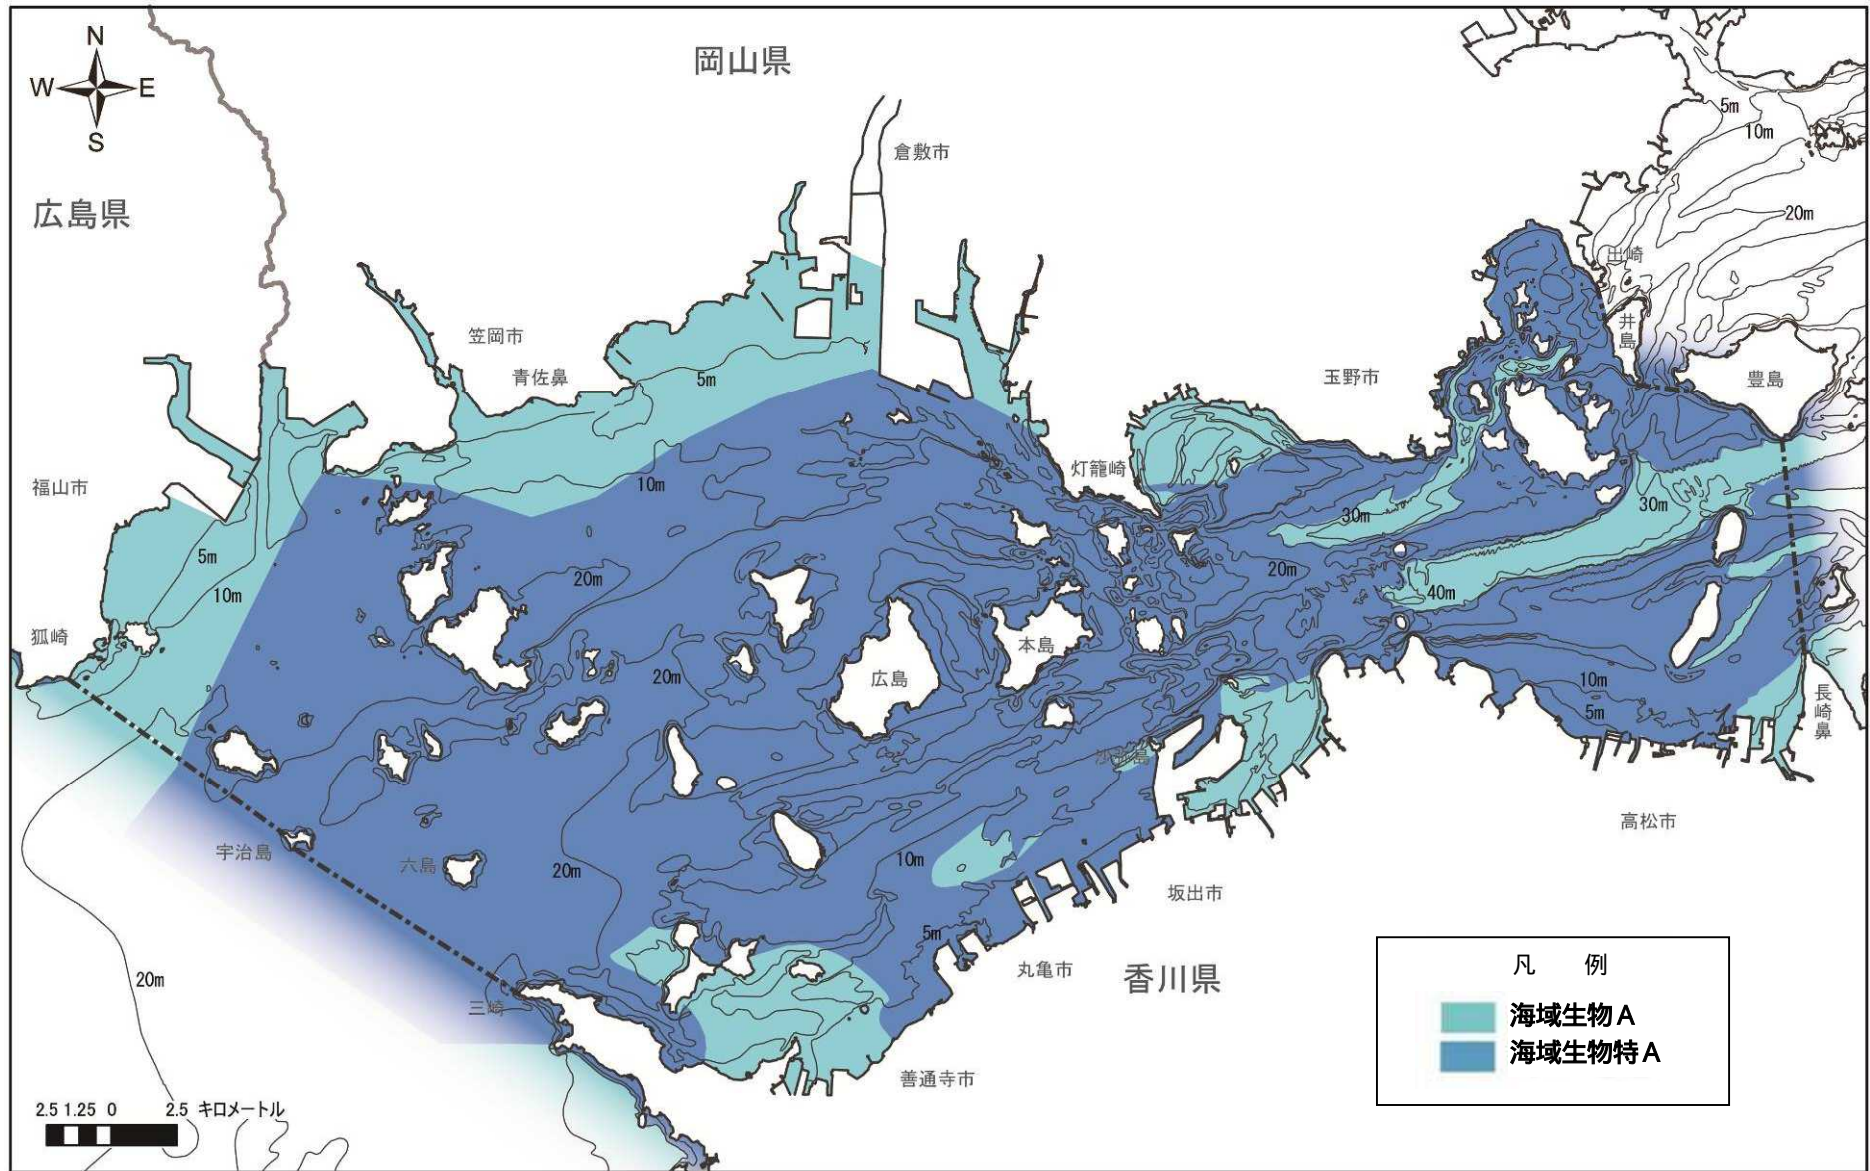 N
W
E
S
岡山県
広島県
倉敷市
5m
10m
20m
出崎
井島
豊島
笠岡市
青佐鼻
5m
玉野市
灯籠崎
福山市
10m
30m
30m
5m
10m
20m
20m
40m
狐崎
本島
広島
20m
10m
5m
長崎鼻
高松市
宇治島
六島
20m
10m
坂出市
5m
丸亀市
香川県
20m
三崎
善通寺市
凡 例
海域生物A
海域生物特A
2.5 1.25 0 2.5 キロメートル